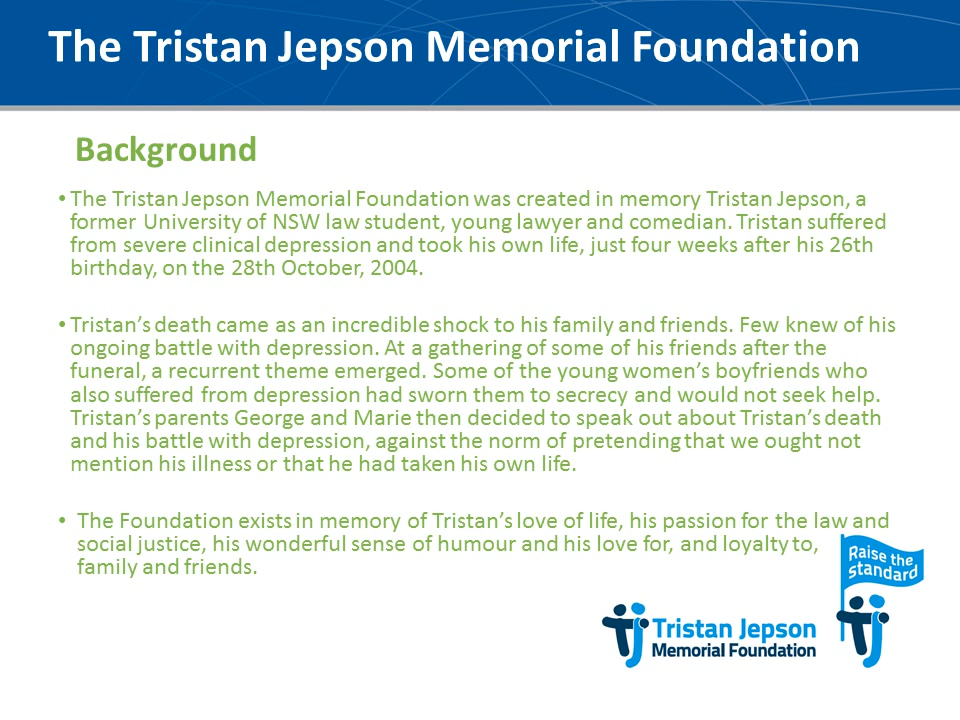 The Tristan Jepson Memorial Foundation
Background
• The Tristan Jepson Memorial Foundation was created in memory Tristan Jepson, a
former University of NSW law student, young lawyer and comedian. Tristan suffered
from severe clinical depression and took his own life, just four weeks after his 26th
birthday, on the 28th October, 2004.
• Tristan’s death came as an incredible shock to his family and friends. Few knew of his
ongoing battle with depression. At a gathering of some of his friends after the
funeral, a recurrent theme emerged. Some of the young women’s boyfriends who
also suffered from depression had sworn them to secrecy and would not seek help.
Tristan’s parents George and Marie then decided to speak out about Tristan’s death
and his battle with depression, against the norm of pretending that we ought not
mention his illness or that he had taken his own life.
• The Foundation exists in memory of Tristan’s love of life, his passion for the law and
social justice, his wonderful sense of humour and his love for, and loyalty to,
family and friends.
Raise the
standard
Tristan Jepson
Memorial Foundation